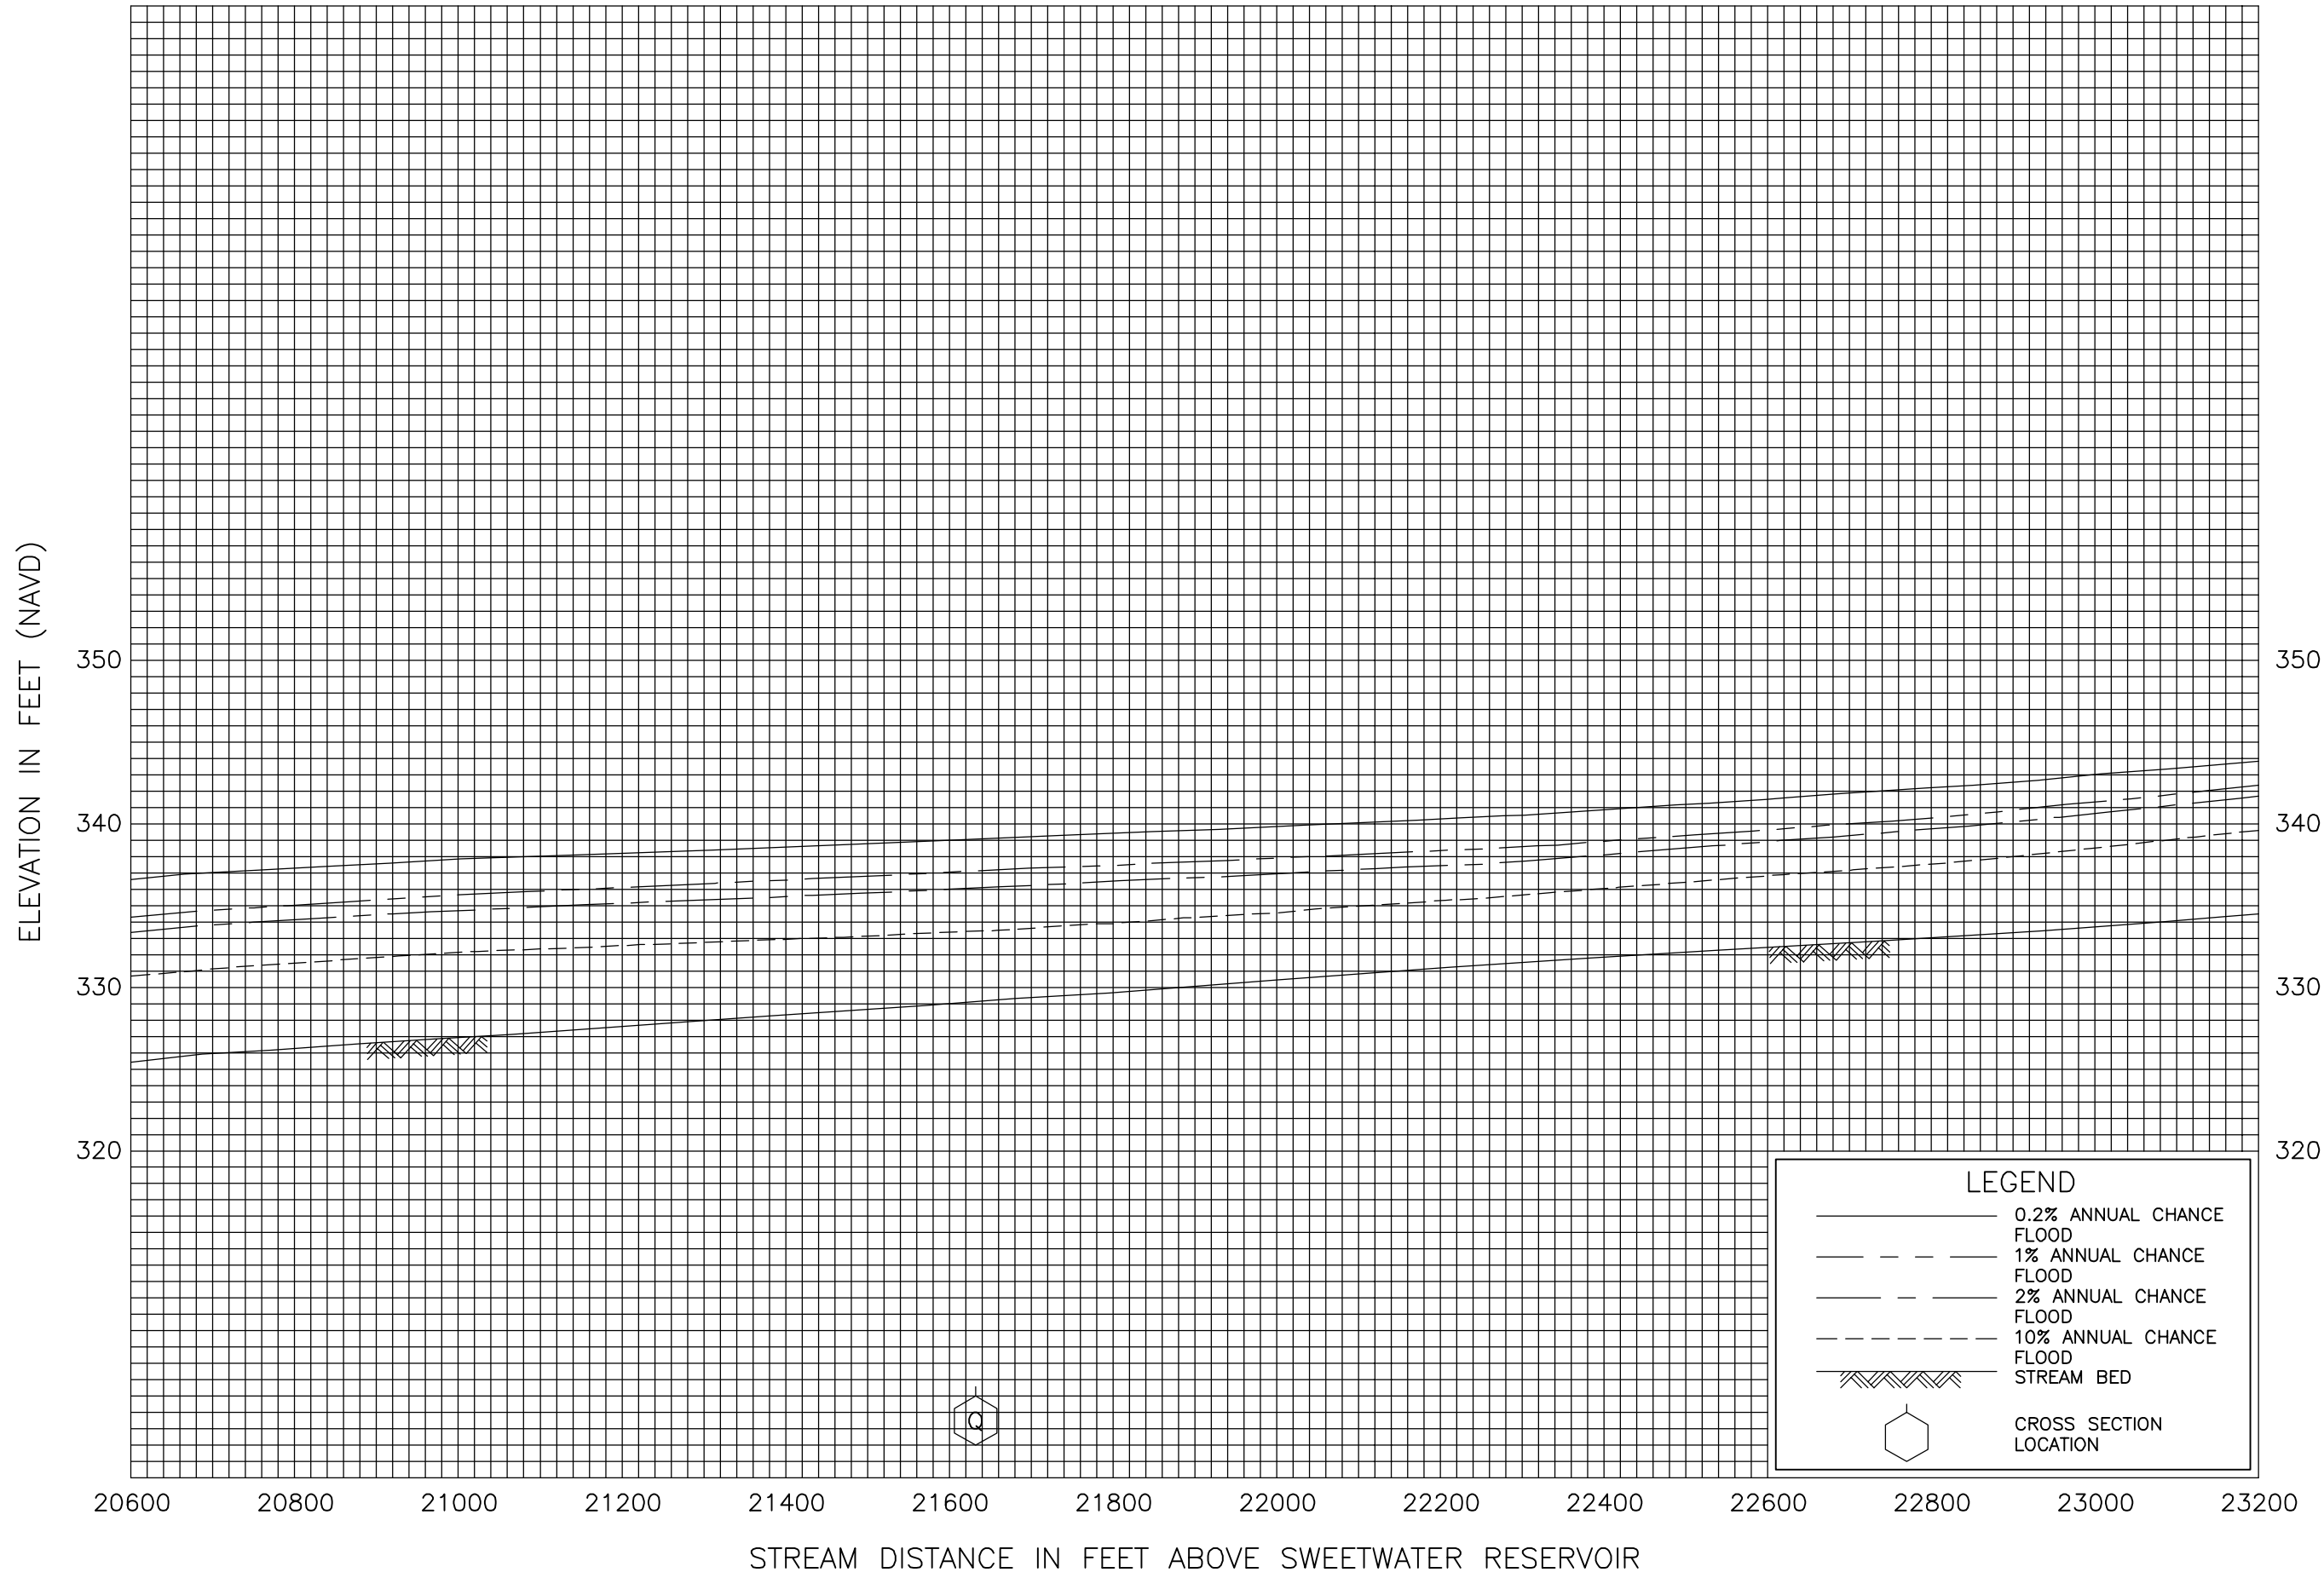 ELEVATION IN FEET (NAVD)
350
350
340
340
330
330
320
320
LEGEND
0.2% ANNUAL CHANCE
FLOOD
1% ANNUAL CHANCE
FLOOD
2% ANNUAL CHANCE
FLOOD
10% ANNUAL CHANCE
FLOOD
STREAM BED
CROSS SECTION
LOCATION
Q
20600 20800 21000 21200 21400 21600 21800 22000 22200 22400 22600 22800 23000 23200
STREAM DISTANCE IN FEET ABOVE SWEETWATER RESERVOIR